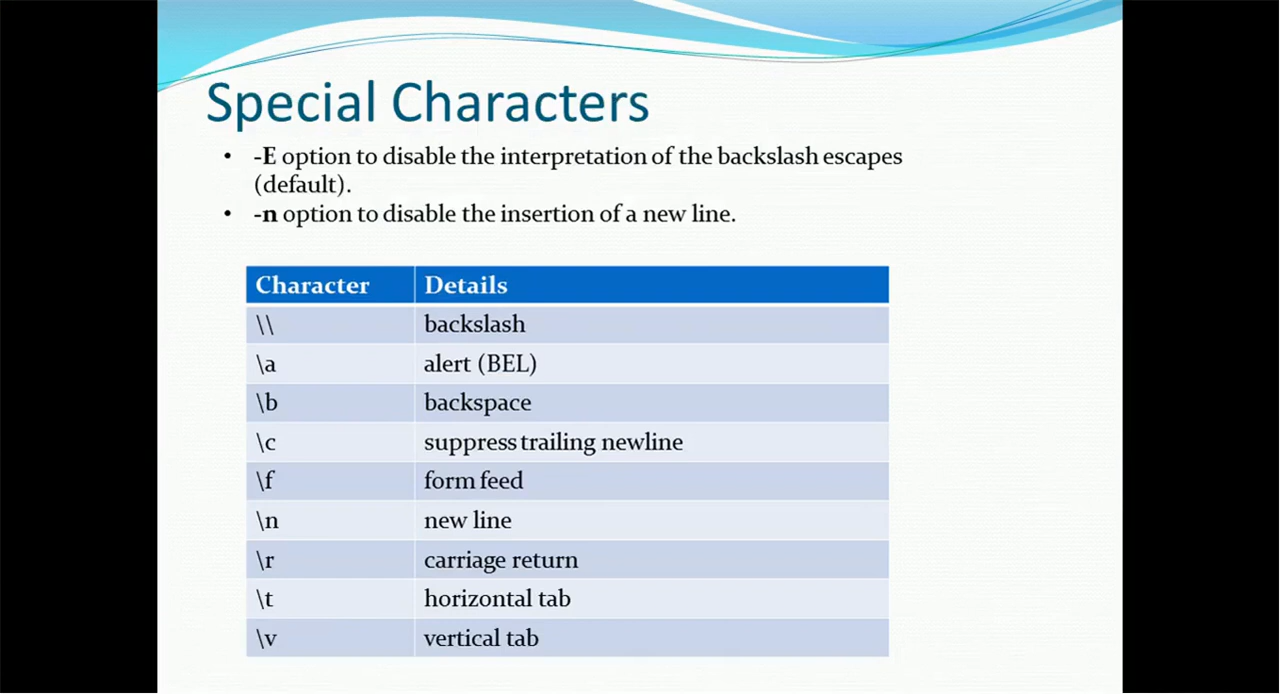 Special Characters
• -E option to disable the interpretation of the backslash escapes
(default).
• -n option to disable the insertion of a new line.
Character Details
\\ backslash
\a alert (BEL)
\b backspace
\c suppress trailing newline
\f form feed
\n new line
\r carriage return
\t horizontal tab
\v vertical tab